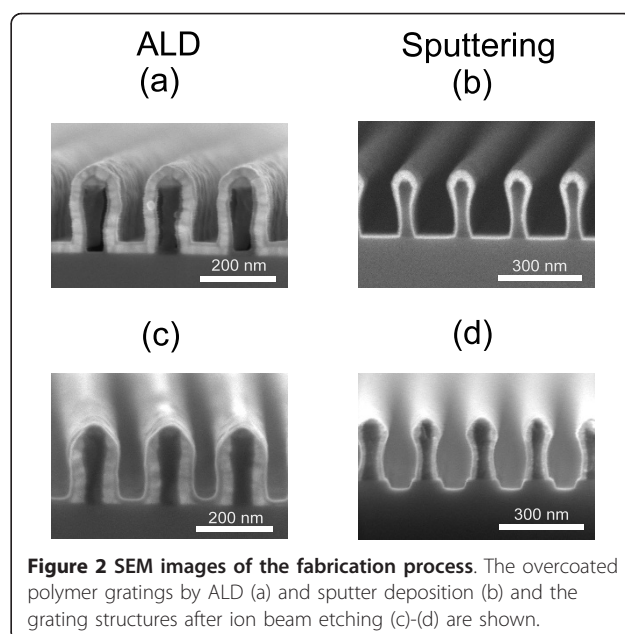 ALD
Sputtering
(a)
(b)
200 nm
300 nm
(c)
(d)
200 nm
300 nm
Figure 2 SEM images of the fabrication process. The overcoated
polymer gratings by ALD (a) and sputter deposition (b) and the
grating structures after ion beam etching (c)-(d) are shown.